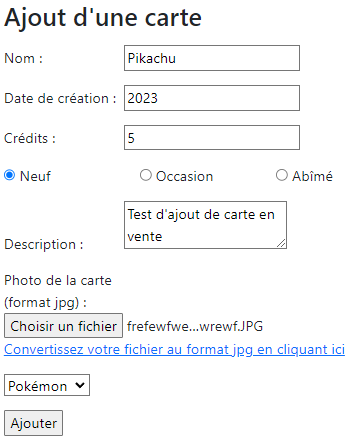 Ajout d'une carte
Nom : Pikachu
Date de création : 2023
Crédits : 5
Neuf Occasion Abîmé
Test d'ajout de carte en
vente
Description :
Photo de la carte
(format jpg) :
Choisir un fichier frefewfwe...wrewf.JPG
Convertissez votre fichier au format jpg en cliquant ici
Pokémon
Ajouter